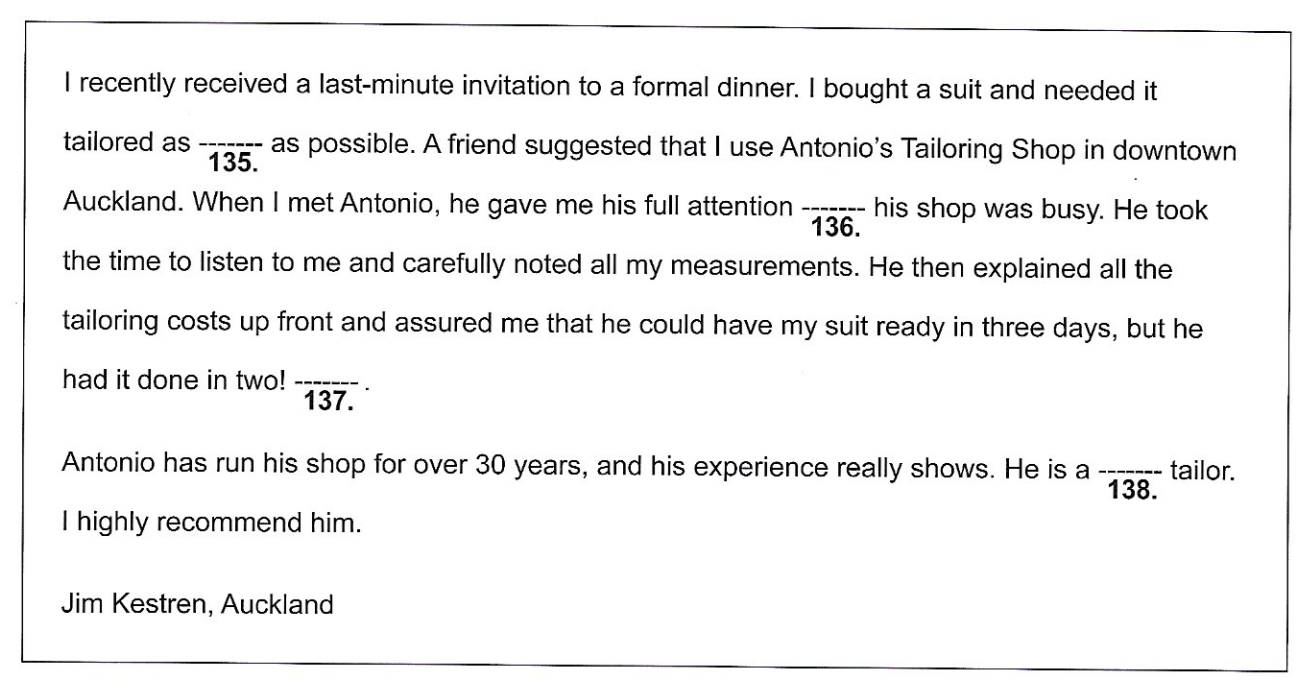 I recently received a last-minute invitation to a formal dinner. I bought a suit and needed it
tailored as ------- as possible. A friend suggested that I use Antonio's Tailoring Shop in downtown
135.
Auckland. When I met Antonio, he gave me his full attention ------- his shop was busy. He took
136.
the time to listen to me and carefully noted all my measurements. He then explained all the
tailoring costs up front and assured me that he could have my suit ready in three days, but he
had it done in two! ------- .
137.
Antonio has run his shop for over 30 years, and his experience really shows. He is a ------- tailor.
138.
I highly recommend him.
Jim Kestren, Auckland